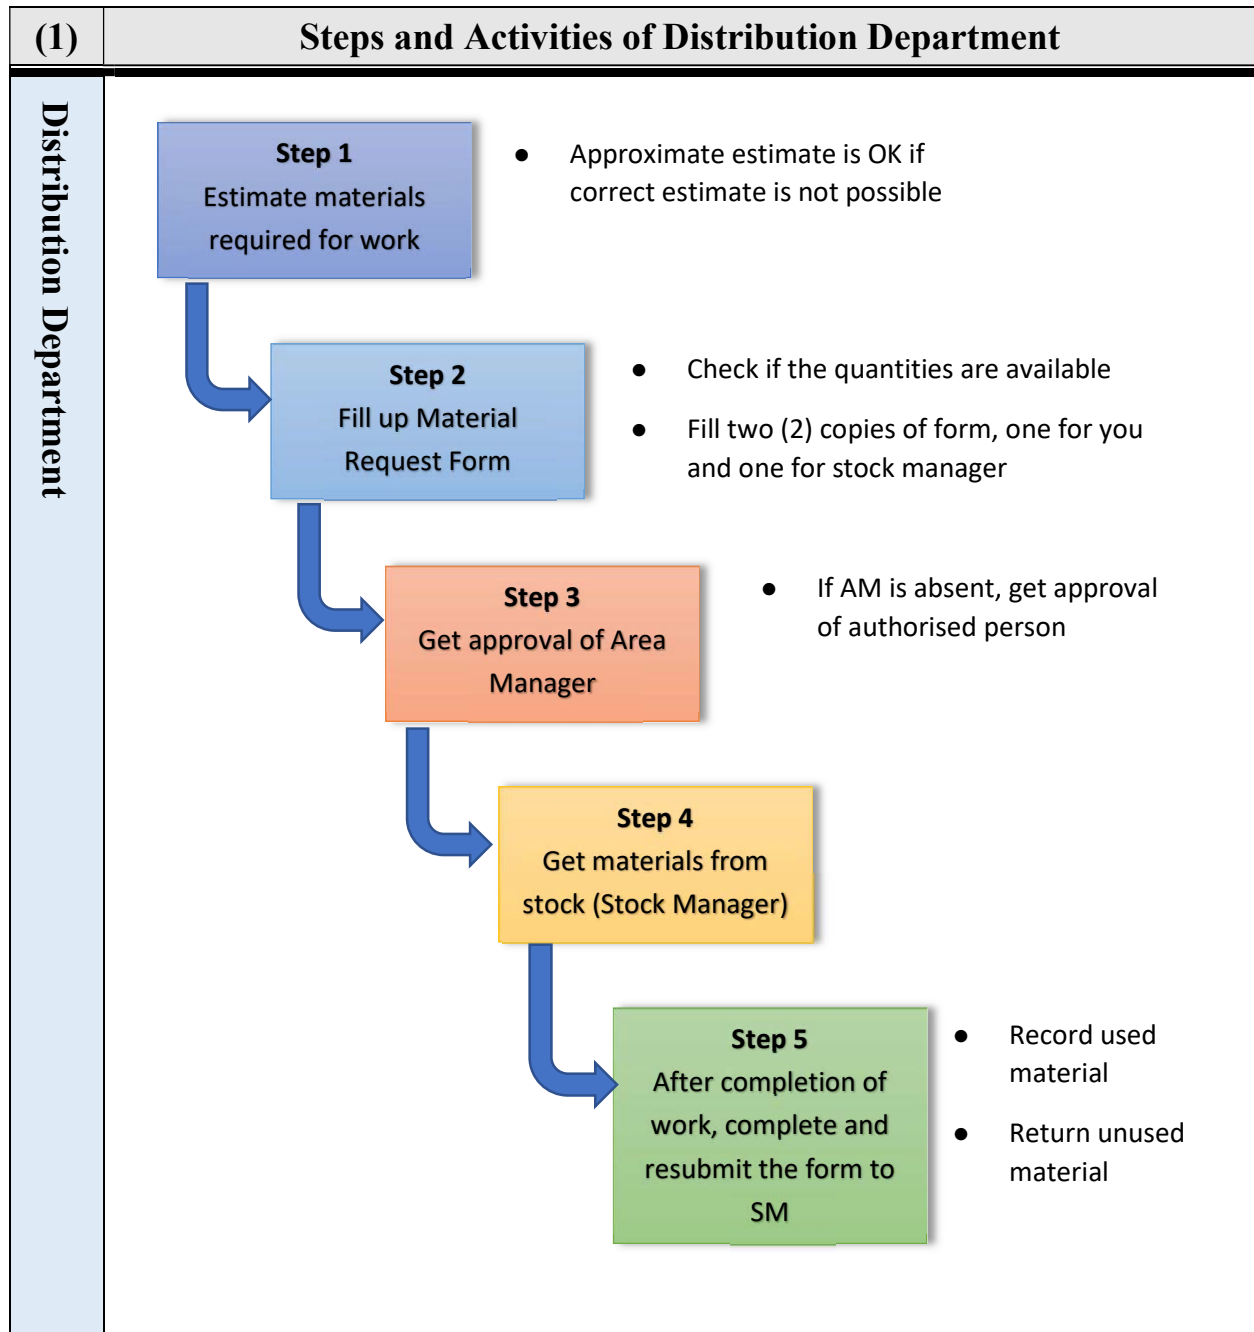 (1)
Steps and Activities of Distribution Department
Distribution Department
Step 1
Estimate materials
required for work
● Approximate estimate is OK if
correct estimate is not possible
Step 2
Fill up Material
Request Form
● Check if the quantities are available
● Fill two (2) copies of form, one for you
and one for stock manager
Step 3
Get approval of Area
Manager
● If AM is absent, get approval
of authorised person
Step 4
Get materials from
stock (Stock Manager)
Step 5
After completion of
work, complete and
resubmit the form to
SM
● Record used
material
● Return unused
material